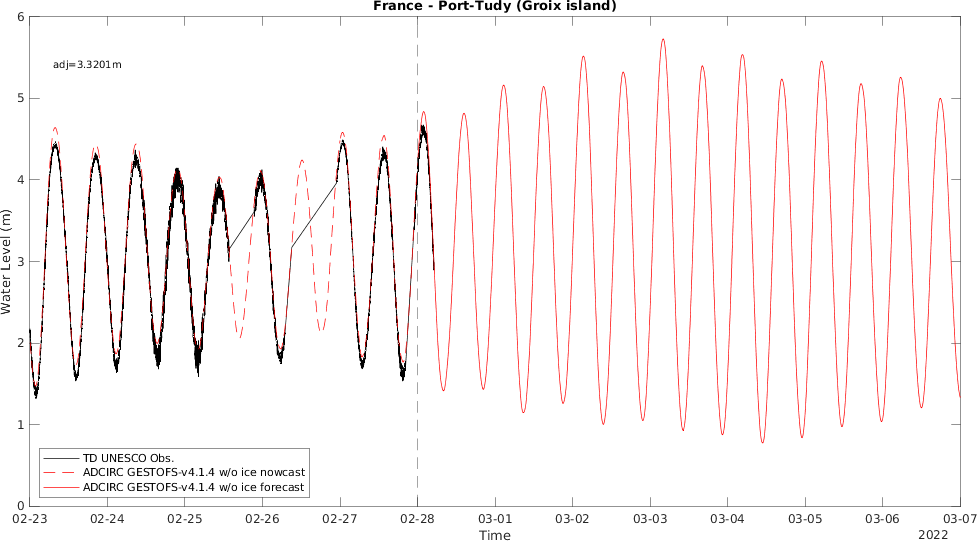 France - Port-Tudy (Groix island)
6
adj=3.3201m
5
4
3
2
1
0
Water Level (m)
TD UNESCO Obs.
ADCIRC GESTOFS-v4.1.4 w/o ice nowcast
ADCIRC GESTOFS-v4.1.4 w/o ice forecast
02-23 02-24 02-25 02-26 02-27 02-28 03-01 03-02 03-03 03-04 03-05 03-06 03-07
Time
2022